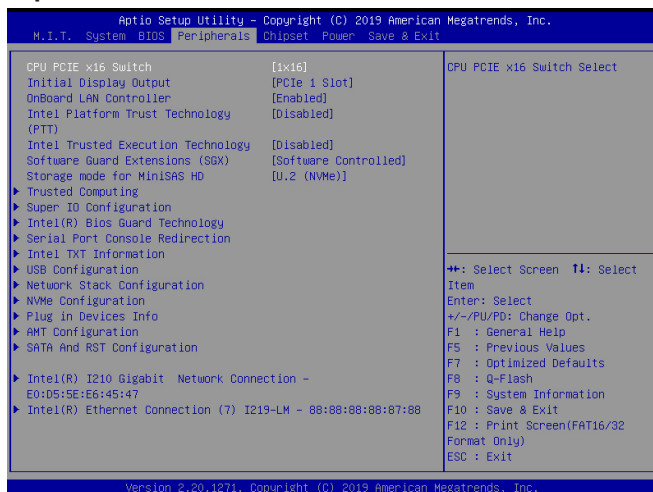 Aptio Setup Utility – Copyright (C) 2019 American Megatrends, Inc.
M.I.T. System BIOS Peripherals Chipset Power Save & Exit
CPU PCIE x16 Switch [1x16]
Initial Display Output [PCIe 1 Slot]
OnBoard LAN Controller [Enabled]
Intel Platform Trust Technology [Disabled]
(PTT)
Intel Trusted Execution Technology [Disabled]
Software Guard Extensions (SGX) [Software Controlled]
Storage mode for MiniSAS HD [U.2 (NVMe)]
Trusted Computing
Super IO Configuration
Intel(R) Bios Guard Technology
Serial Port Console Redirection
Intel TXT Information
USB Configuration
Network Stack Configuration
NVMe Configuration
Plug in Devices Info
AMT Configuration
SATA And RST Configuration
Intel(R) I210 Gigabit Network Connection –
E0:D5:5E:E6:45:47
Intel(R) Ethernet Connection (7) I219-LM – 88:88:88:88:87:88
CPU PCIE x16 Switch Select
→←: Select Screen ↑↓: Select
Item
Enter: Select
+/-/PU/PD: Change Opt.
F1 : General Help
F5 : Previous Values
F7 : Optimized Defaults
F8 : Q-Flash
F9 : System Information
F10 : Save & Exit
F12 : Print Screen(FAT16/32
Format Only)
ESC : Exit
Version 2.20.1271. Copyright (C) 2019 American Megatrends, Inc.